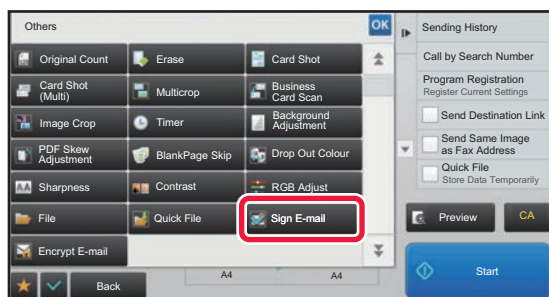 Others
OK
Original Count
Erase
Card Shot
Card Shot
(Multi)
Multicrop
Business
Card Scan
Image Crop
Timer
Background
Adjustment
PDF Skew
Adjustment
BlankPage Skip
Drop Out Colour
AA
Sharpness
Contrast
RGB Adjust
File
Quick File
Sign E-mail
Encrypt E-mail
Back
A4
A4
Sending History
Call by Search Number
Program Registration
Register Current Settings
Send Destination Link
Send Same Image
as Fax Address
Quick File
Store Data Temporarily
Preview
CA
Start